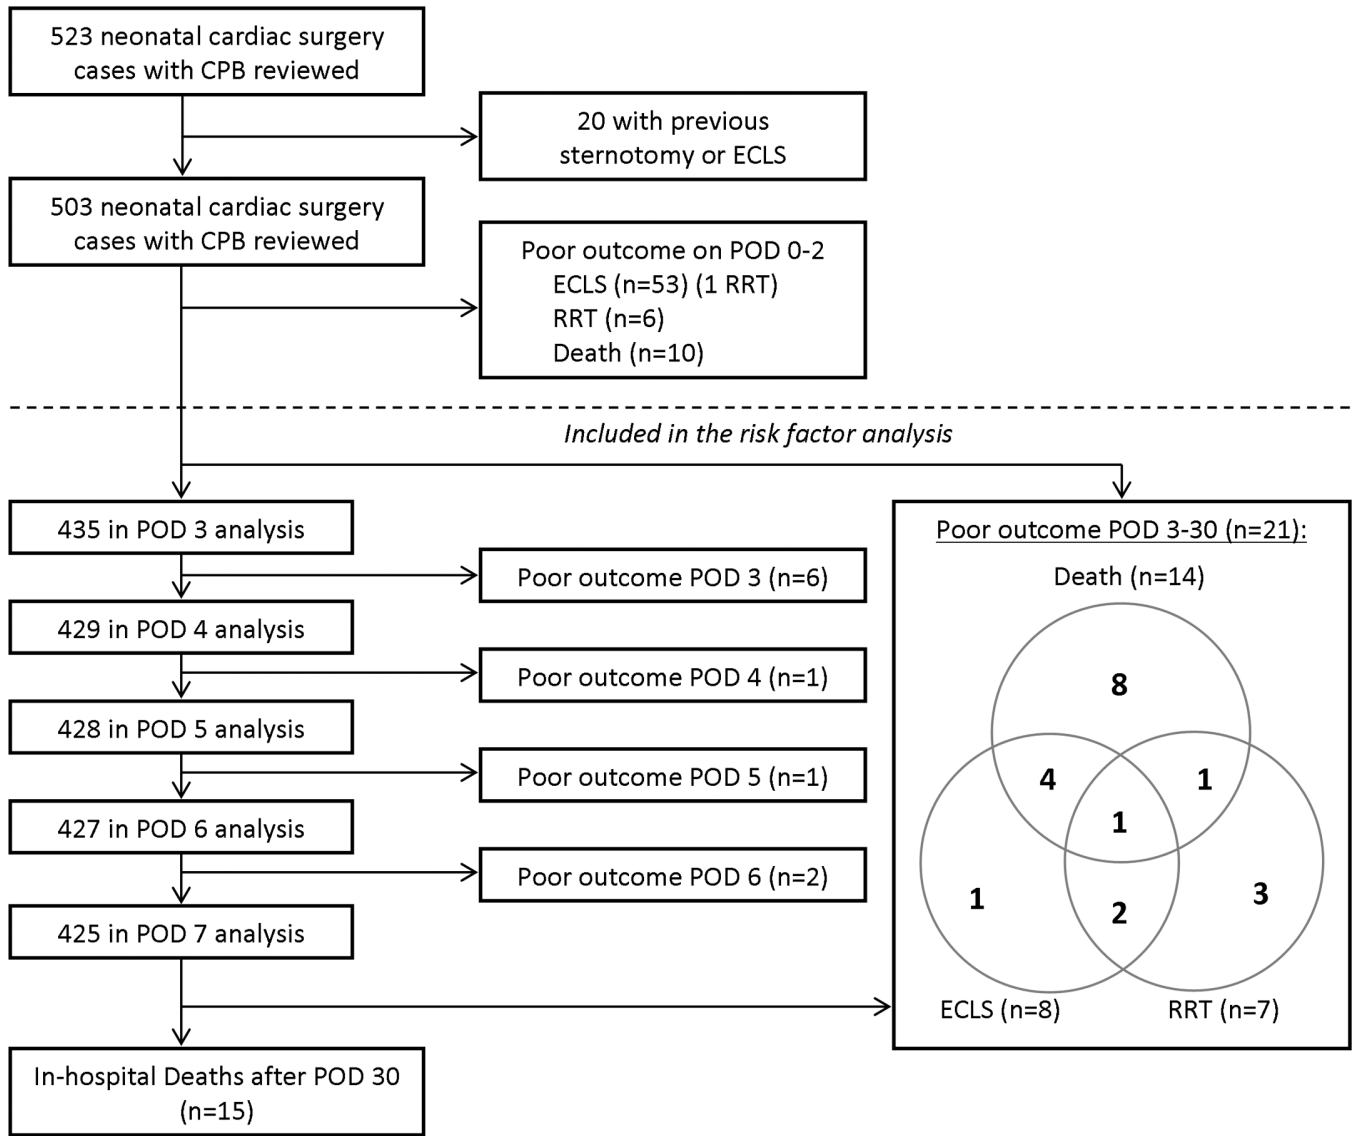 523 neonatal cardiac surgery
cases with CPB reviewed
20 with previous
sternotomy or ECLS
503 neonatal cardiac surgery
cases with CPB reviewed
Poor outcome on POD 0-2
ECLS (n=53) (1 RRT)
RRT (n=6)
Death (n=10)
Included in the risk factor analysis
435 in POD 3 analysis
Poor outcome POD 3 (n=6)
429 in POD 4 analysis
Poor outcome POD 4 (n=1)
428 in POD 5 analysis
Poor outcome POD 5 (n=1)
427 in POD 6 analysis
Poor outcome POD 6 (n=2)
425 in POD 7 analysis
In-hospital Deaths after POD 30
(n=15)
Poor outcome POD 3-30 (n=21):
Death (n=14)
8
4
1
1
1
2
3
ECLS (n=8)
RRT (n=7)